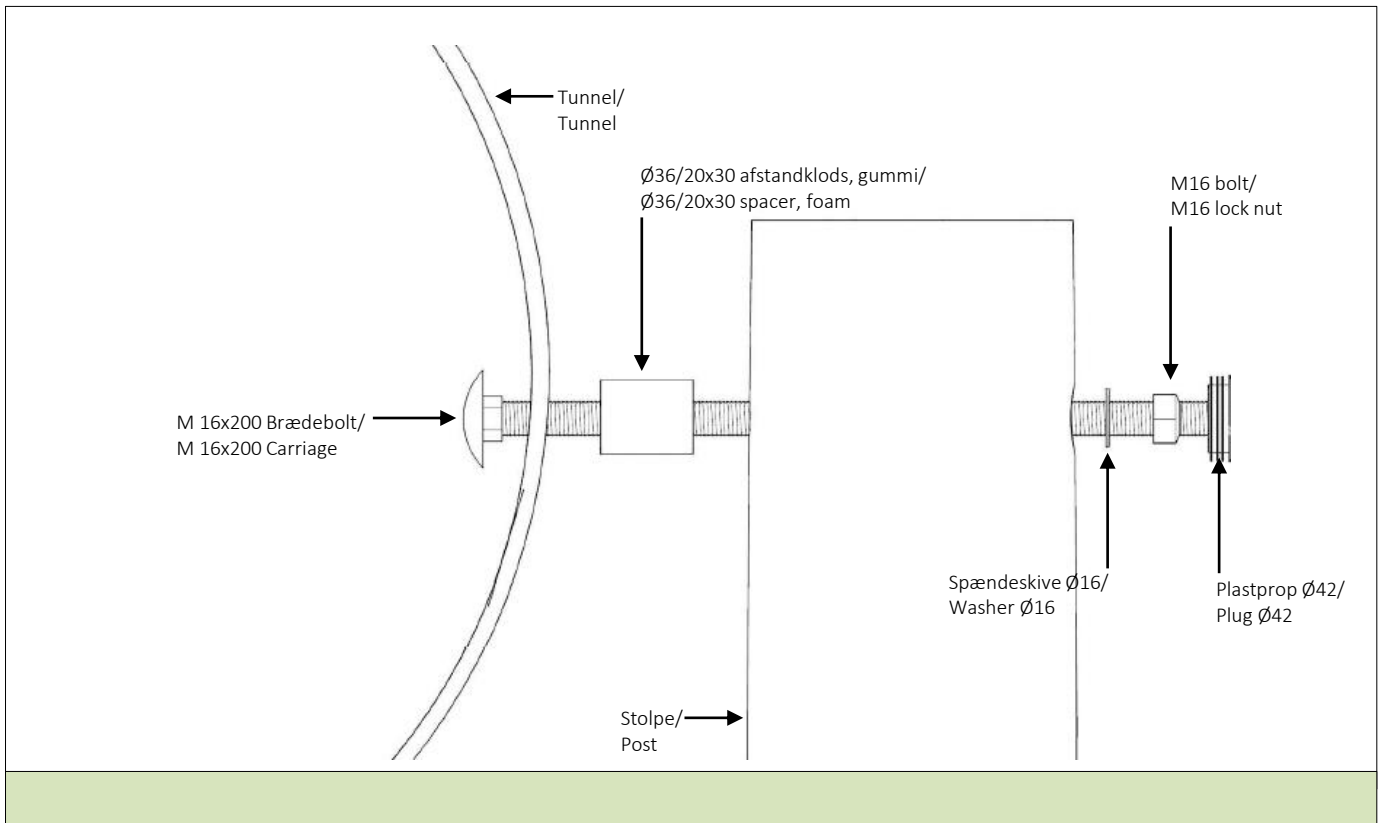 Tunnel/
Tunnel
Ø36/20x30 afstandklods, gummi/
Ø36/20x30 spacer, foam
M16 bolt/
M16 lock nut
M 16x200 Brædebolt/
M 16x200 Carriage
Spændeskive Ø16/
Washer Ø16
Plastprop Ø42/
Plug Ø42
Stolpe/
Post